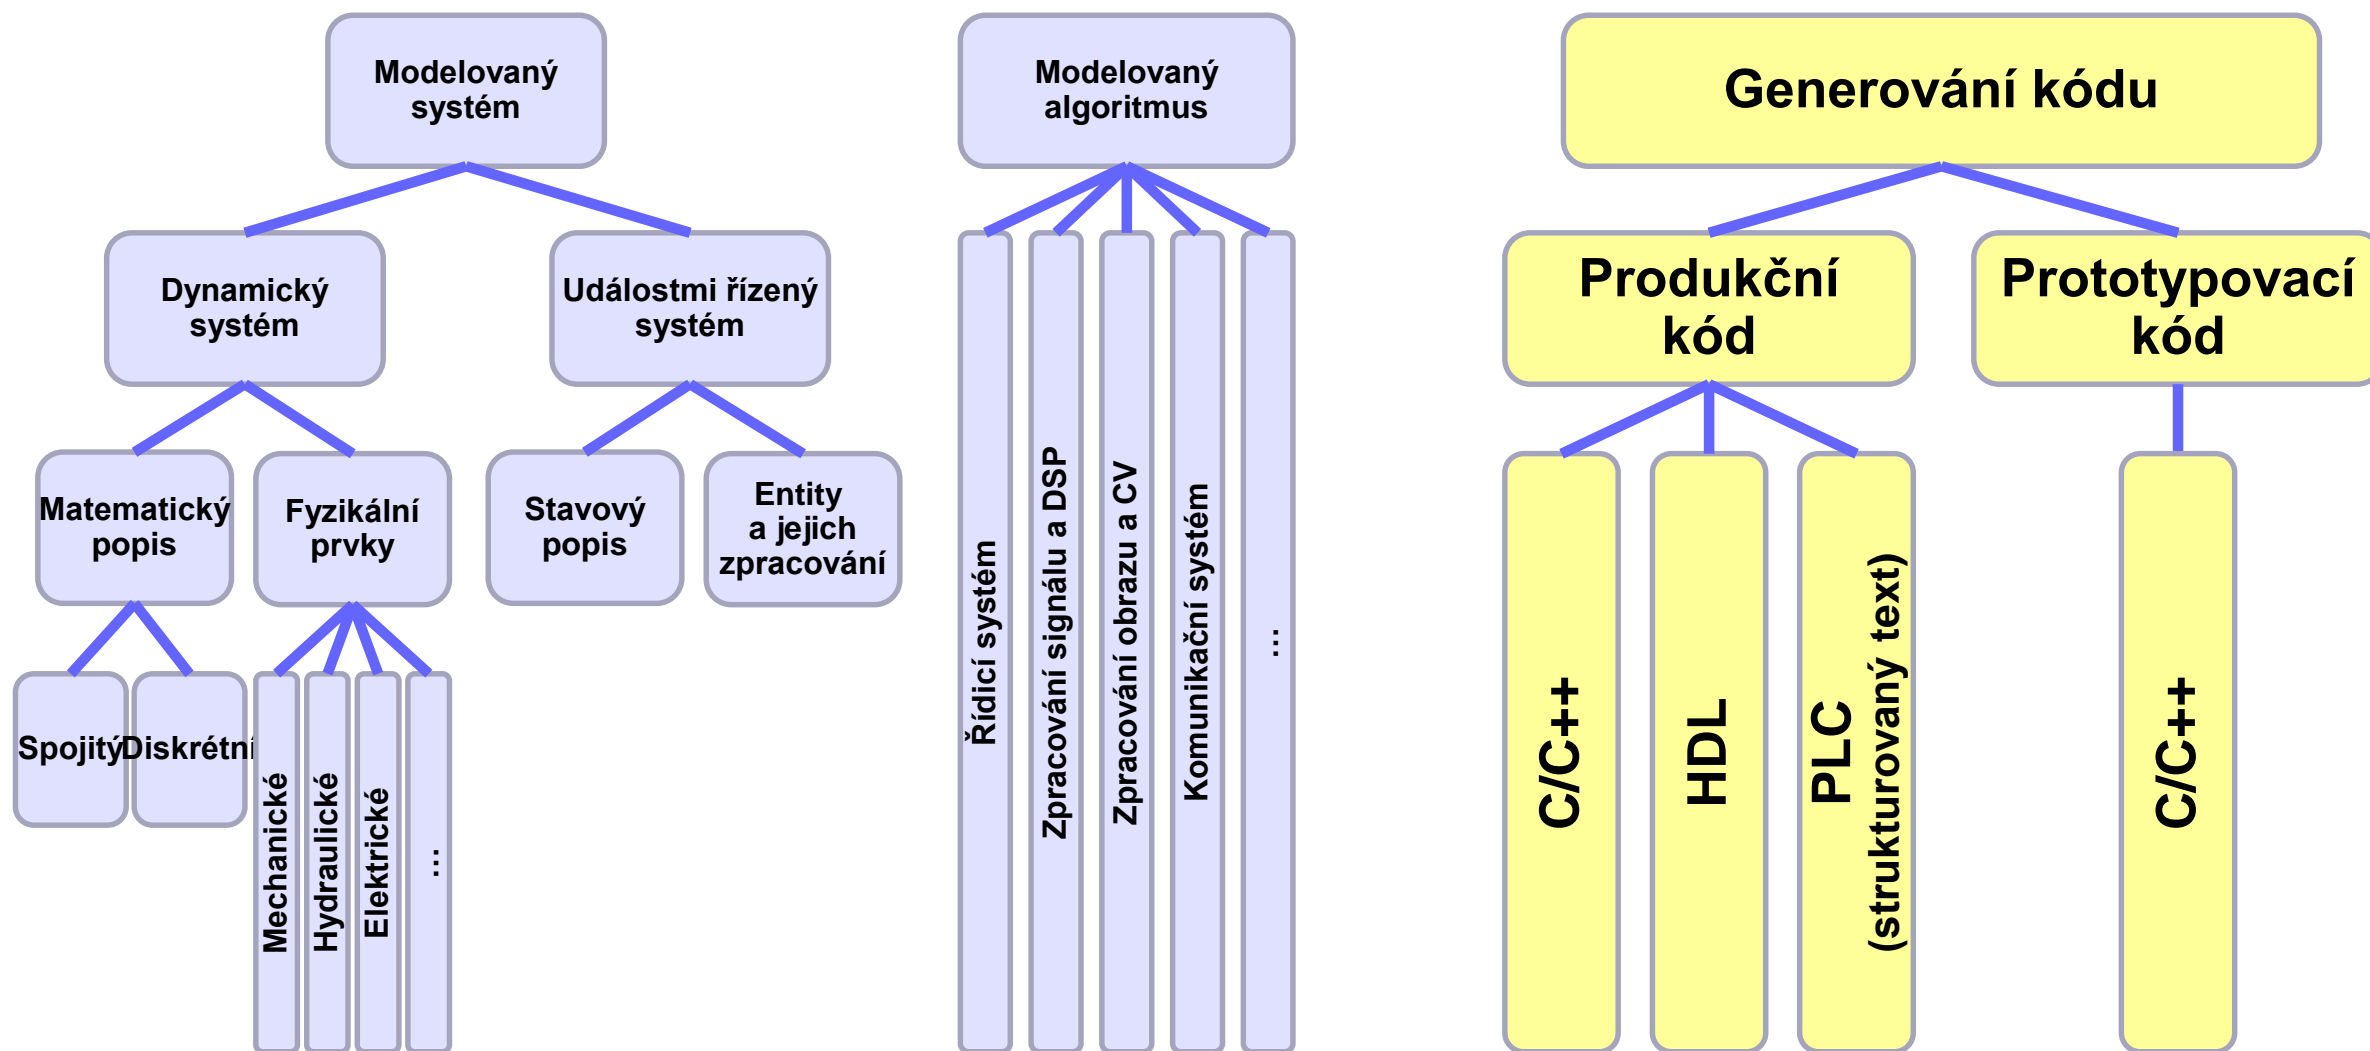 Modelovaný
systém
Modelovaný
algoritmus
Generování kódu
Dynamický
systém
Událostmi řízený
systém
Produkční
kód
Prototypovací
kód
Matematický
popis
Fyzikální
prvky
Stavový
popis
Entity
a jejich
zpracování
Spojitý
Diskrétní
Mechanické
Hydraulické
Elektrické
...
Řídicí systém
Zpracování signálu a DSP
Zpracování obrazu a CV
Komunikační systém
...
C/C++
HDL
PLC
(strukturovaný text)
C/C++